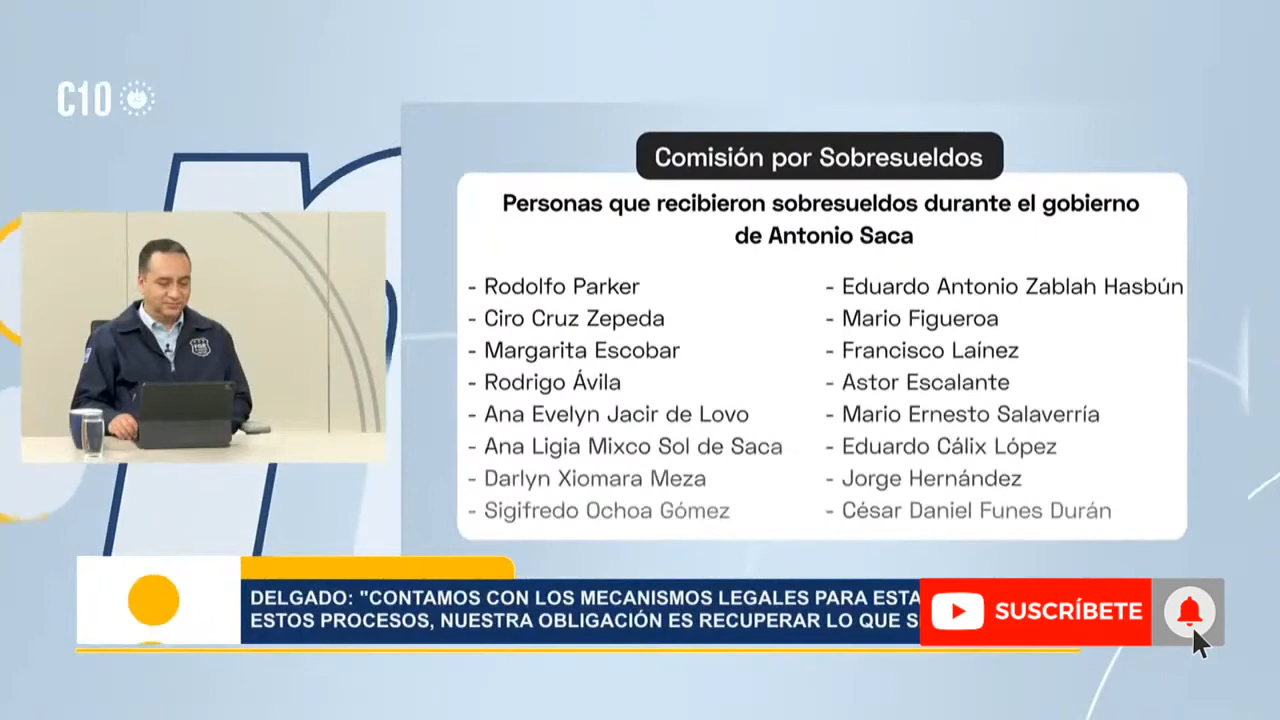 C10
Comisión por Sobresueldos
Personas que recibieron sobresueldos durante el gobierno
de Antonio Saca
- Rodolfo Parker
- Ciro Cruz Zepeda
- Margarita Escobar
- Rodrigo Ávila
- Ana Evelyn Jacir de Lovo
- Ana Ligia Mixco Sol de Saca
- Darlyn Xiomara Meza
- Sigifredo Ochoa Gómez
- Eduardo Antonio Zablah Hasbún
- Mario Figueroa
- Francisco Laínez
- Astor Escalante
- Mario Ernesto Salaverría
- Eduardo Cálix López
- Jorge Hernández
- César Daniel Funes Durán
FGR
DELGADO: "CONTAMOS CON LOS MECANISMOS LEGALES PARA ESTA
ESTOS PROCESOS, NUESTRA OBLIGACIÓN ES RECUPERAR LO QUE S
SUSCRÍBETE